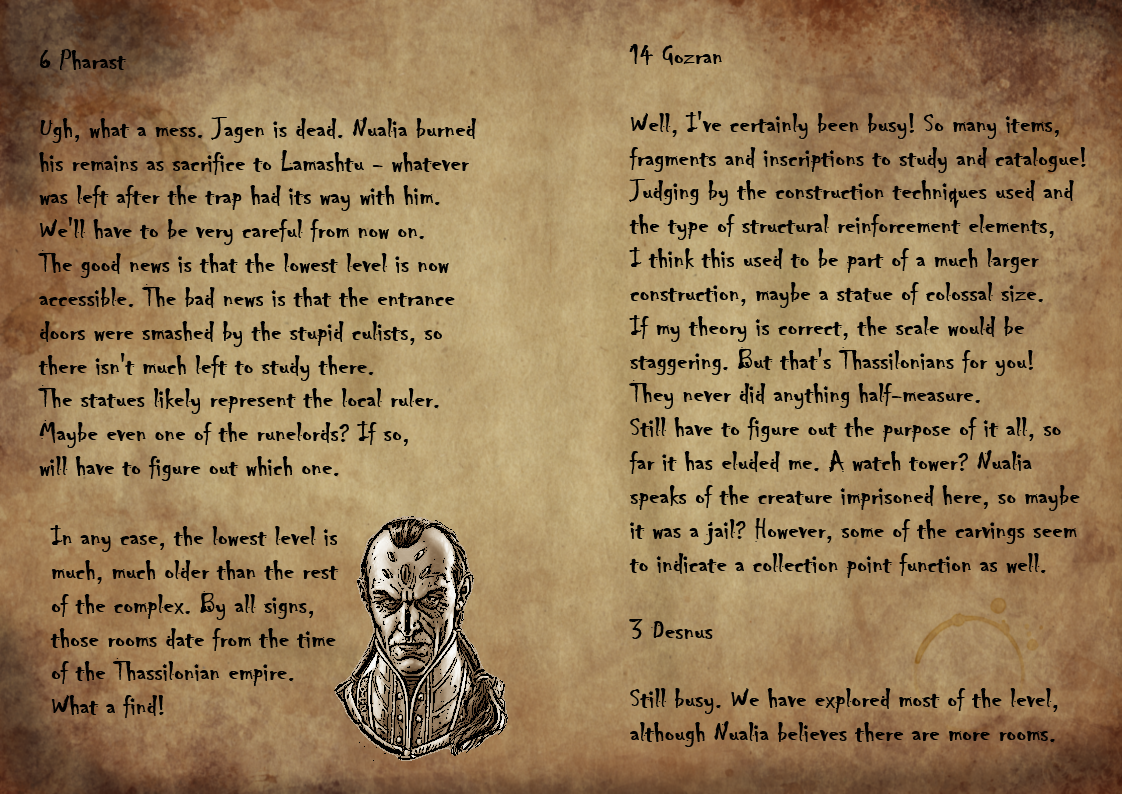 6 Pharast
Ugh, what a mess. Jagen is dead. Nualia burned
his remains as sacrifice to Lamashtu – whatever
was left after the trap had its way with him.
We'll have to be very careful from now on.
The good news is that the lowest level is now
accessible. The bad news is that the entrance
doors were smashed by the stupid culists, so
there isn't much left to study there.
The statues likely represent the local ruler.
Maybe even one of the runelords? If so,
will have to figure out which one.
In any case, the lowest level is
much, much older than the rest
of the complex. By all signs,
those rooms date from the time
of the Thassilonian empire.
What a find!
14 Gozran
Well, I've certainly been busy! So many items,
fragments and inscriptions to study and catalogue!
Judging by the construction techniques used and
the type of structural reinforcement elements,
I think this used to be part of a much larger
construction, maybe a statue of colossal size.
If my theory is correct, the scale would be
staggering. But that's Thassilonians for you!
They never did anything half-measure.
Still have to figure out the purpose of it all, so
far it has eluded me. A watch tower? Nualia
speaks of the creature imprisoned here, so maybe
it was a jail? However, some of the carvings seem
to indicate a collection point function as well.
3 Desnus
Still busy. We have explored most of the level,
although Nualia believes there are more rooms.